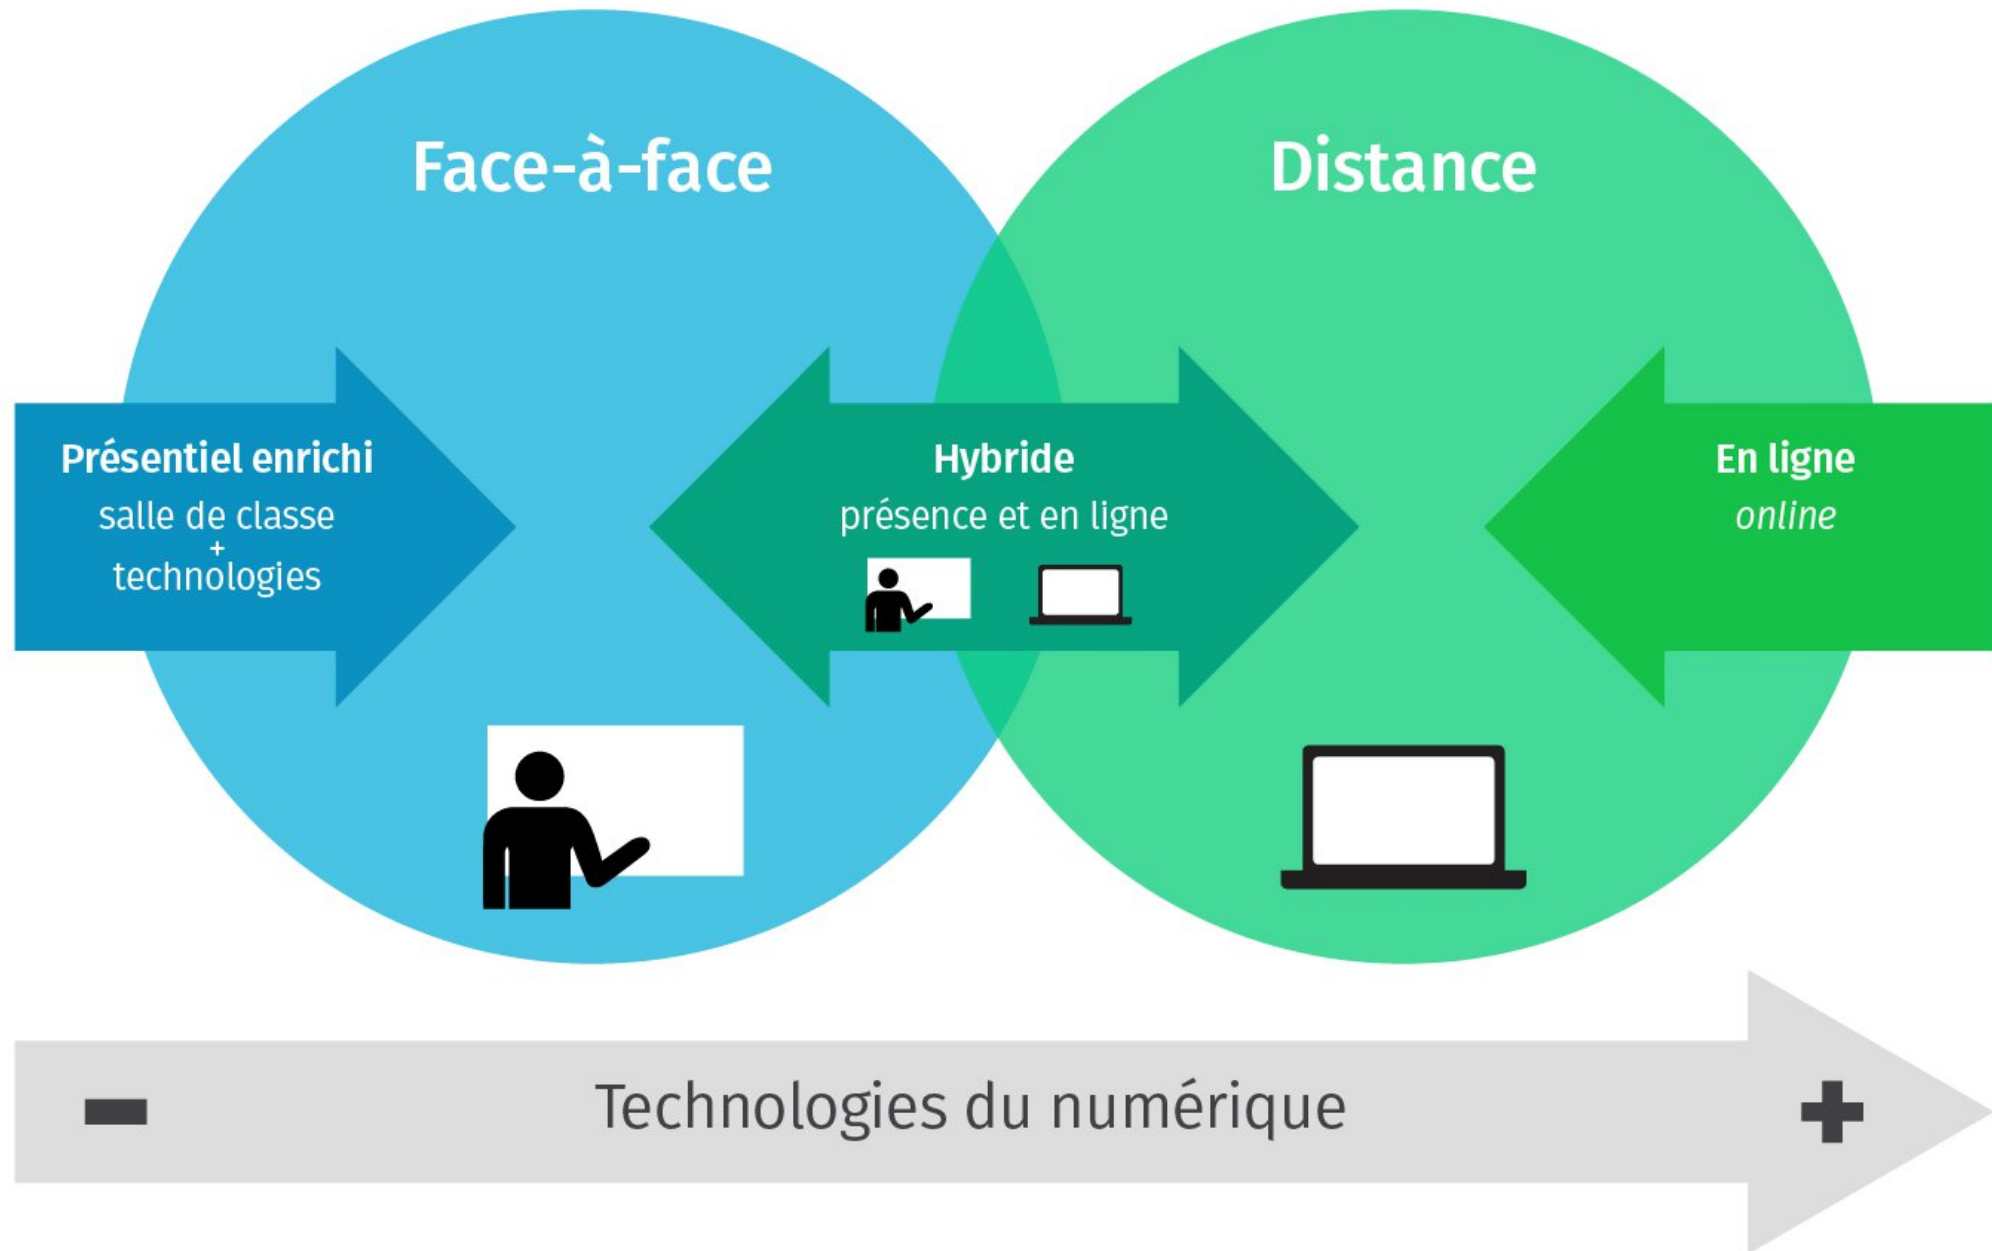 Face-à-face
Distance
Présentiel enrichi
salle de classe
+
technologies
Hybride
présence et en ligne
En ligne
online
Technologies du numérique